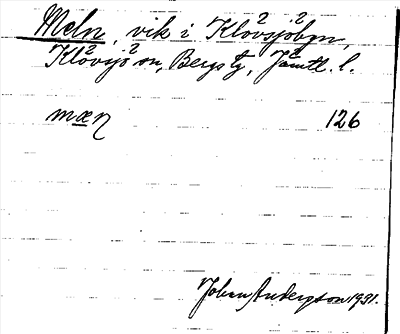 Meln, vik i Klövsjöbyn,
Klövsjö sn, Bergs tg, Jämtl. l.
mæn 126
Johan Anderson 1931.